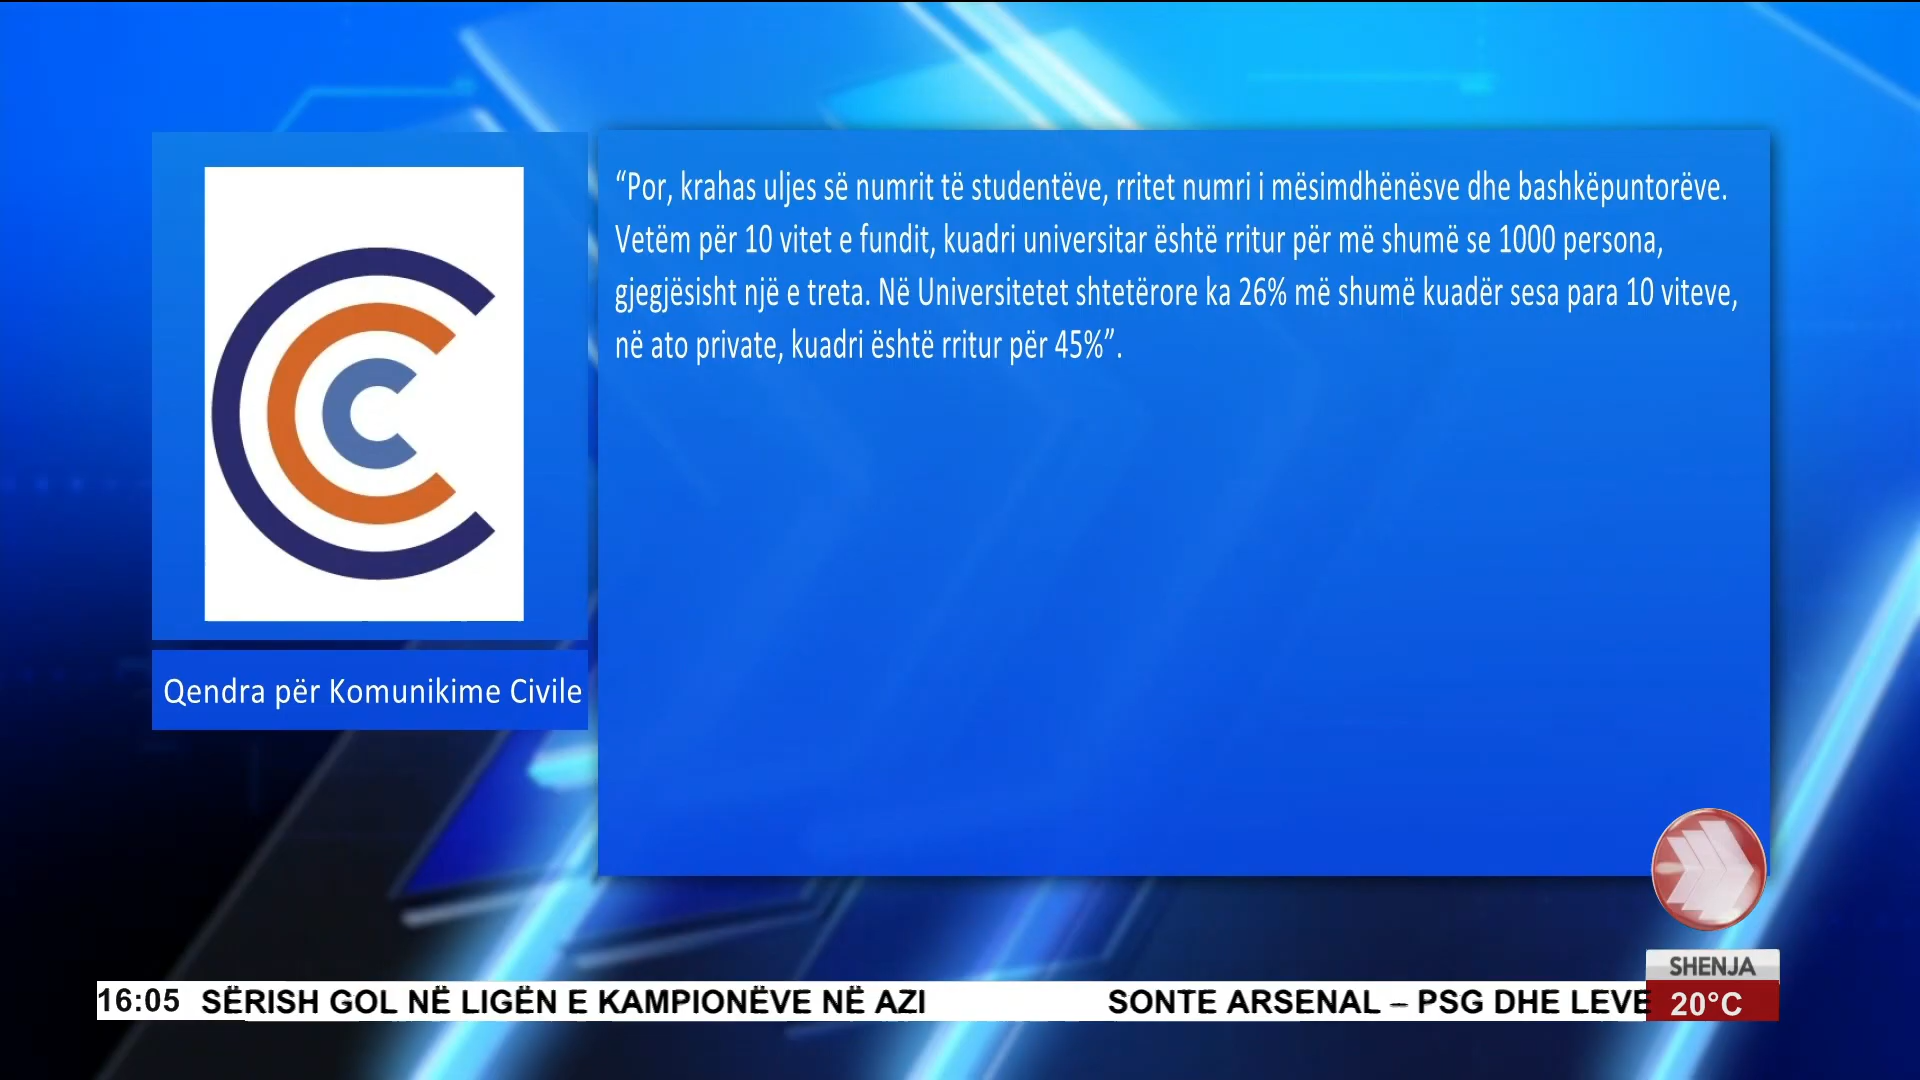 “Por, krahas uljes së numrit të studentëve, rritet numri i mësimdhënësve dhe bashkëpuntorëve.
Vetëm për 10 vitet e fundit, kuadri universitar është rritur për më shumë se 1000 persona,
gjegjësisht një e treta. Në Universitetet shtetërore ka 26% më shumë kuadër sesa para 10 viteve,
në ato private, kuadri është rritur për 45%”.
Qendra për Komunikime Civile
SHENJA
16:05 SËRISH GOL NË LIGËN E KAMPIONËVE NË AZI SONTE ARSENAL – PSG DHE LEVE
20°C